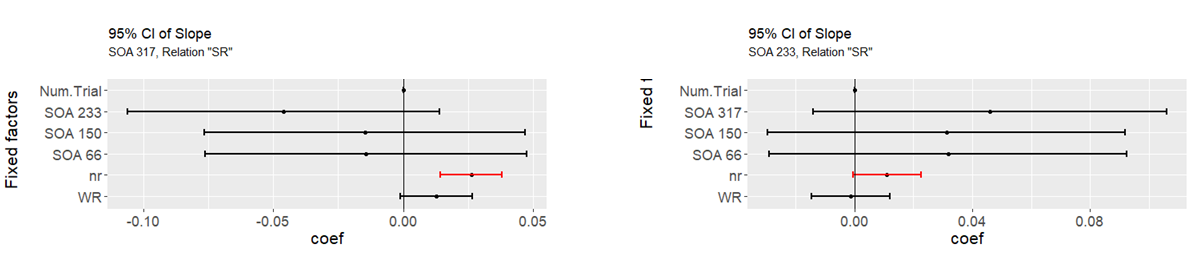 95% CI of Slope
SOA 317, Relation "SR"
Fixed factors
Num.Trial
SOA 233
SOA 150
SOA 66
nr
WR
-0.10
-0.05
0.00
0.05
coef
95% CI of Slope
SOA 233, Relation "SR"
Fixed
Num.Trial
SOA 317
SOA 150
SOA 66
nr
WR
0.00
0.04
0.08
coef